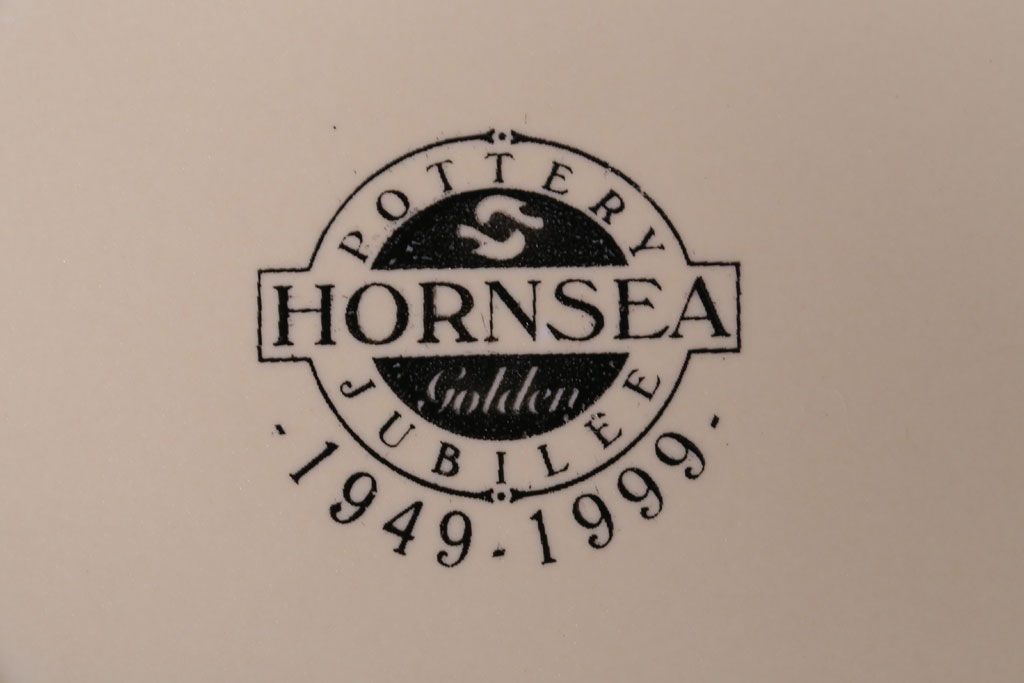 POTTERY
HORNSEA
Golden
JUBILEE
- 1949 - 1999 -